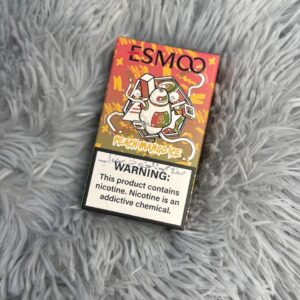 ESMOO
PEACH MANGO ICE
WARNING:
This product contains
nicotine. Nicotine is an
addictive chemical.